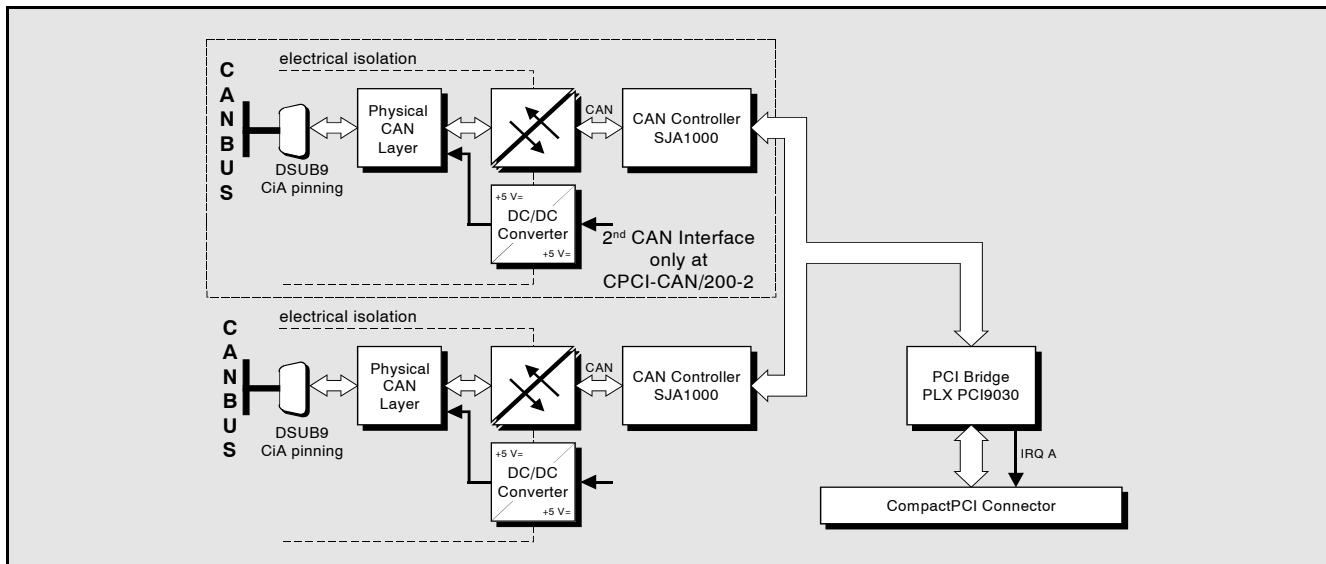 CANBUS
electrical isolation
DSUB9
CiA pinning
Physical
CAN
Layer
CAN
CAN Controller
SJA1000
+5 V=
DC/DC
Converter
+5 V=
2nd CAN Interface
only at
CPCI-CAN/200-2
CANBUS
electrical isolation
DSUB9
CiA pinning
Physical
CAN
Layer
CAN
CAN Controller
SJA1000
+5 V=
DC/DC
Converter
+5 V=
PCI Bridge
PLX PCI9030
IRQ A
CompactPCI Connector